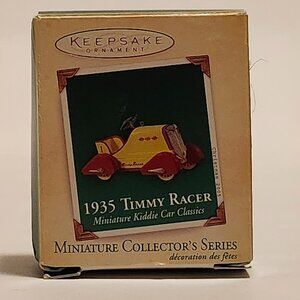 KEEPSAKE
ORNAMENT
1935 TIMMY RACER
Miniature Kiddie Car Classics
MINIATURE COLLECTOR'S SERIES
décoration des fêtes